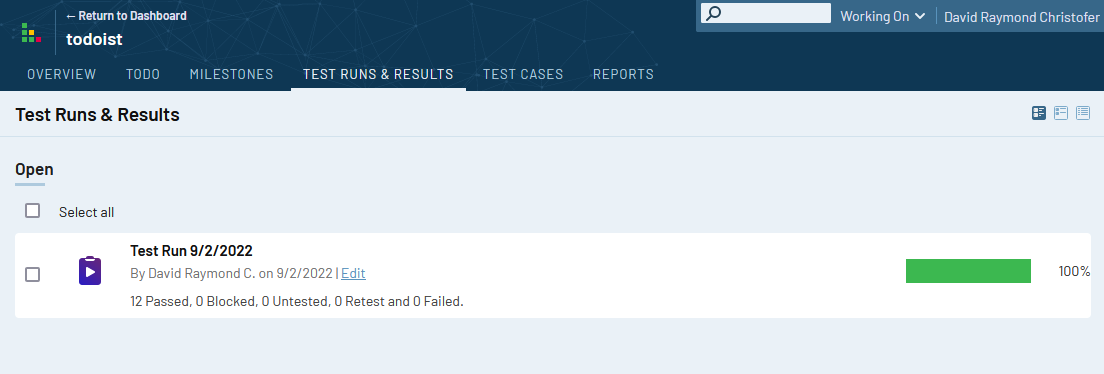 ← Return to Dashboard
todoist
Working On
David Raymond Christofer
OVERVIEW TODO MILESTONES TEST RUNS & RESULTS TEST CASES REPORTS
Test Runs & Results
Open
Select all
Test Run 9/2/2022
By David Raymond C. on 9/2/2022 | Edit
100%
12 Passed, 0 Blocked, 0 Untested, 0 Retest and 0 Failed.